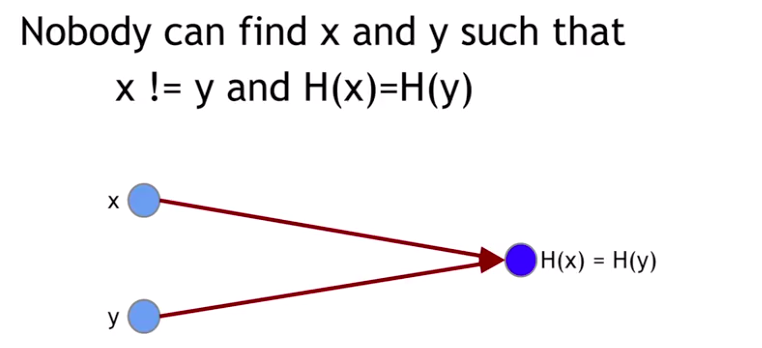 Nobody can find x and y such that
x != y and H(x)=H(y)
x
H(x) = H(y)
y